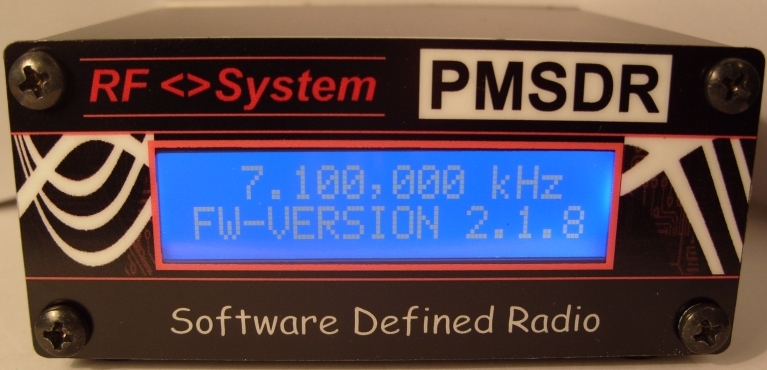 RF <> System
PMSDR
7.100,000 kHz
FW-VERSION 2.1.8
Software Defined Radio